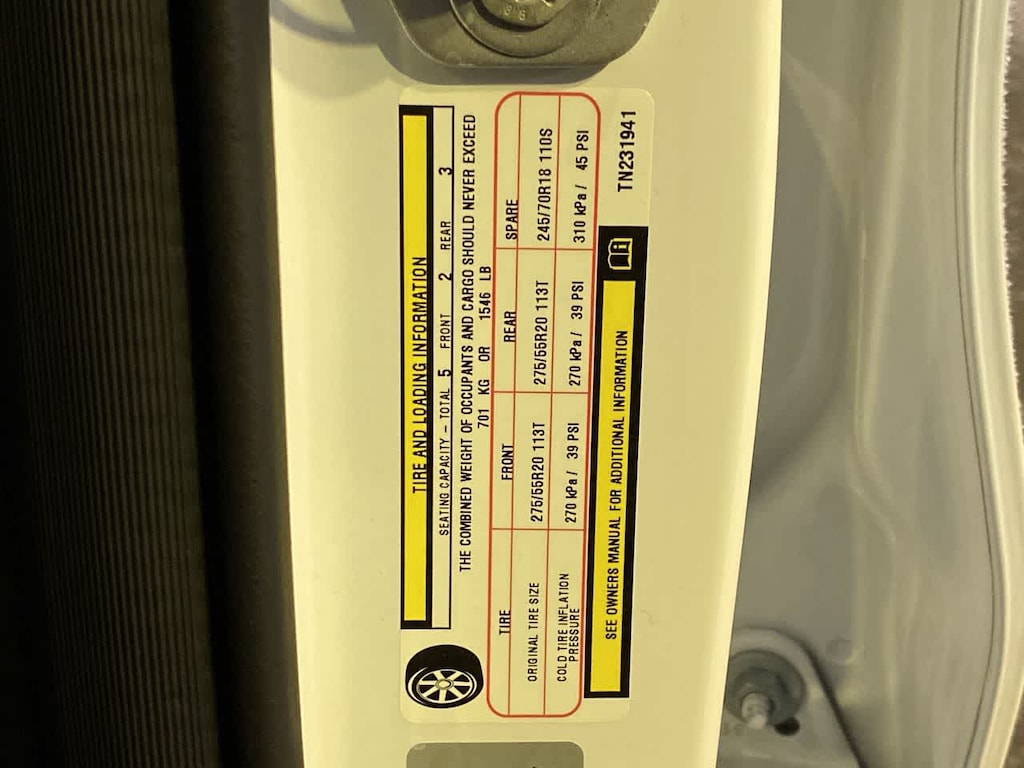 TIRE AND LOADING INFORMATION
SEATING CAPACITY – TOTAL 5 FRONT 2 REAR 3
THE COMBINED WEIGHT OF OCCUPANTS AND CARGO SHOULD NEVER EXCEED
701 KG OR 1546 LB
TIRE FRONT REAR SPARE
ORIGINAL TIRE SIZE 275/55R20 113T 275/55R20 113T 245/70R18 110S
COLD TIRE INFLATION
PRESSURE 270 kPa / 39 PSI 270 kPa / 39 PSI 310 kPa / 45 PSI
SEE OWNERS MANUAL FOR ADDITIONAL INFORMATION
TN231941